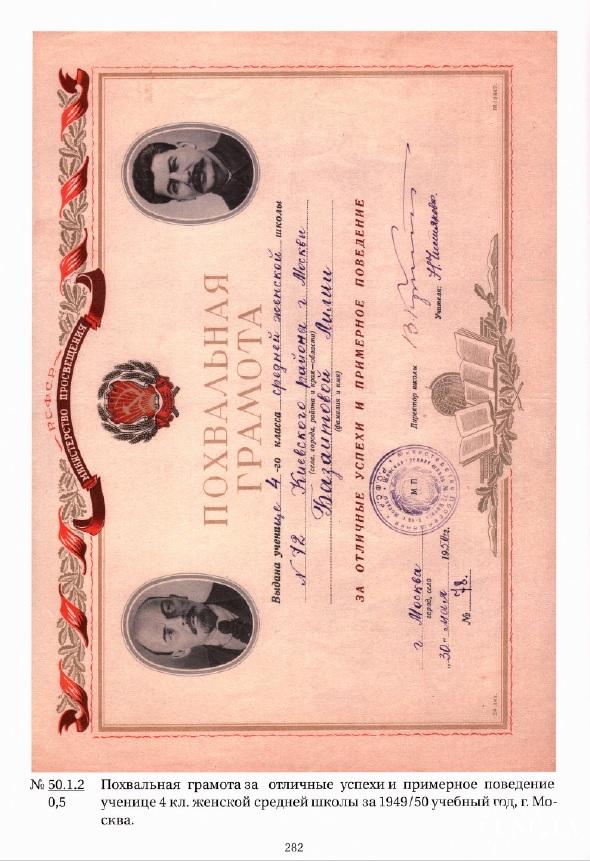 РСФСР
МИНИСТЕРСТВО ПРОСВЕЩЕНИЯ
ПОХВАЛЬНАЯ
ГРАМОТА
Выдана ученице 4-го класса средней женской школы
N 72 Киевского района г. Москвы
(села, города, района и края—области)
Лилии
(фамилия и имя)
ЗА ОТЛИЧНЫЕ УСПЕХИ И ПРИМЕРНОЕ ПОВЕДЕНИЕ
г. Москва
город, село
"30" мая 1950 г.
№ 78.
М П
Директор школы
Учитель:
№ 50.1.2
0,5
Похвальная грамота за отличные успехи и примерное поведение
ученице 4 кл. женской средней школы за 1949/50 учебный год, г. Мо-
сква.
282